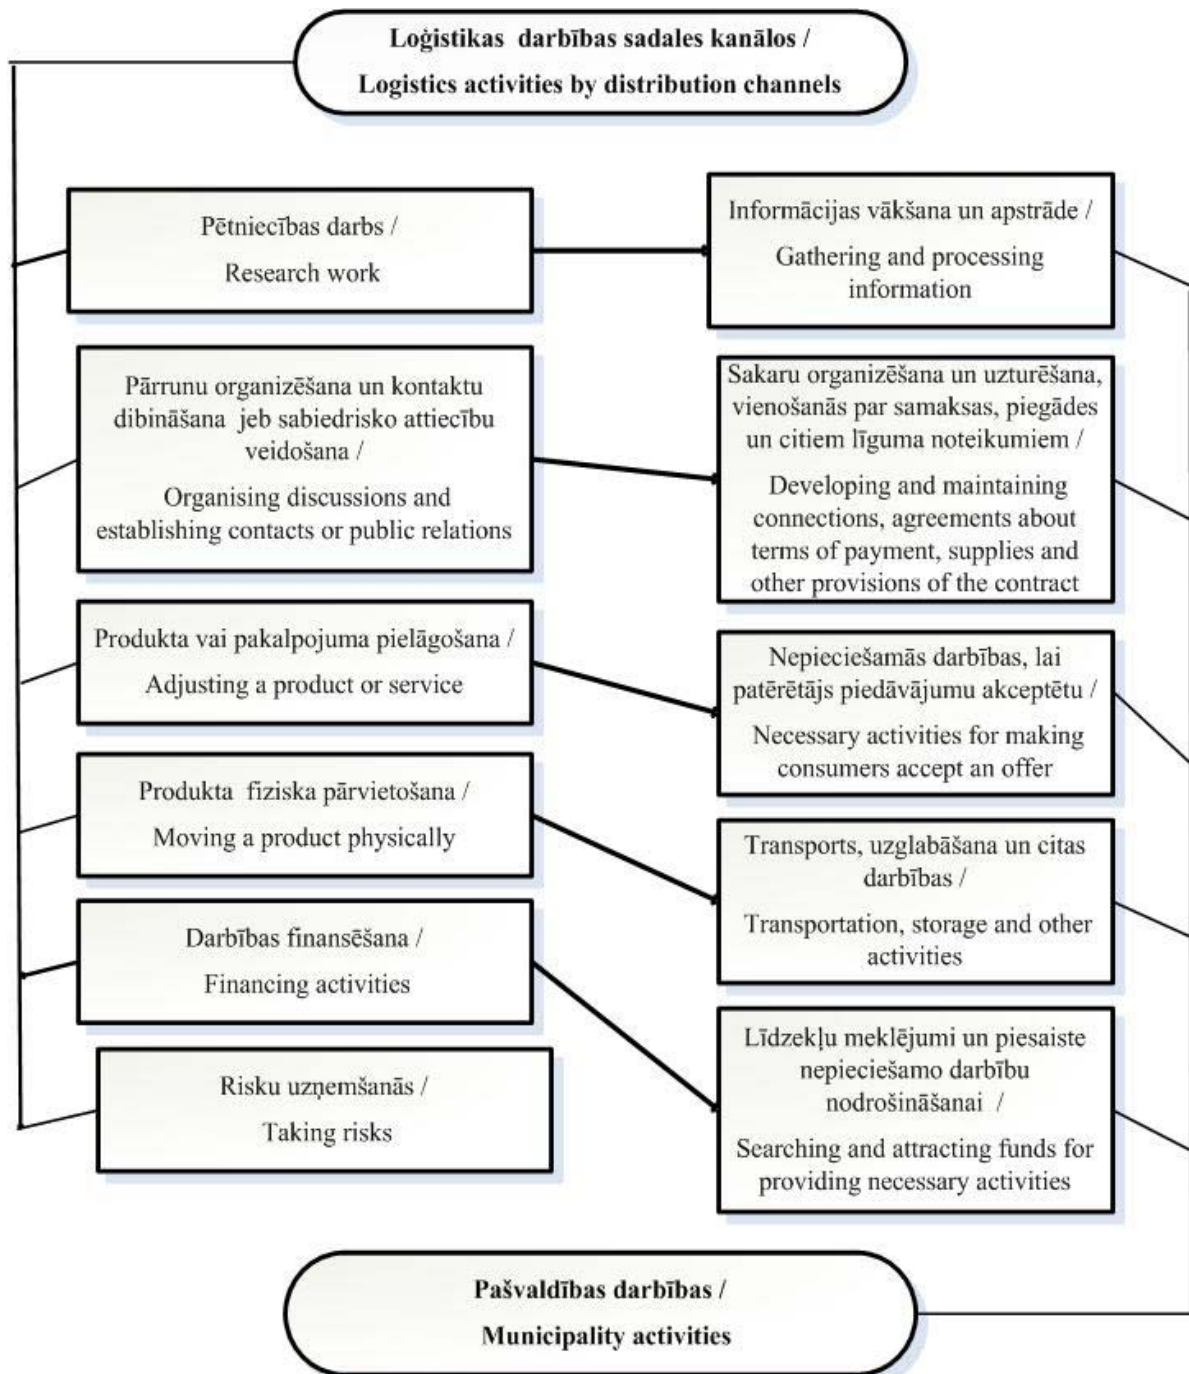 Loģistikas darbības sadales kanālos /
Logistics activities by distribution channels
Pētniecības darbs /
Research work
Informācijas vākšana un apstrāde /
Gathering and processing
information
Pārrunu organizēšana un kontaktu
dibināšana jeb sabiedrisko attiecību
veidošana /
Organising discussions and
establishing contacts or public relations
Sakaru organizēšana un uzturēšana,
vienošanās par samaksas, piegādes
un citiem līguma noteikumiem /
Developing and maintaining
connections, agreements about
terms of payment, supplies and
other provisions of the contract
Produkta vai pakalpojuma pielāgošana /
Adjusting a product or service
Nepieciešamās darbības, lai
patērētājs piedāvājumu akceptētu /
Necessary activities for making
consumers accept an offer
Produkta fiziska pārvietošana /
Moving a product physically
Transports, uzglabāšana un citas
darbības /
Transportation, storage and other
activities
Darbības finansēšana /
Financing activities
Līdzekļu meklējumi un piesaiste
nepieciešamo darbību
nodrošināšanai /
Searching and attracting funds for
providing necessary activities
Risku uzņemšanās /
Taking risks
Pašvaldības darbības /
Municipality activities